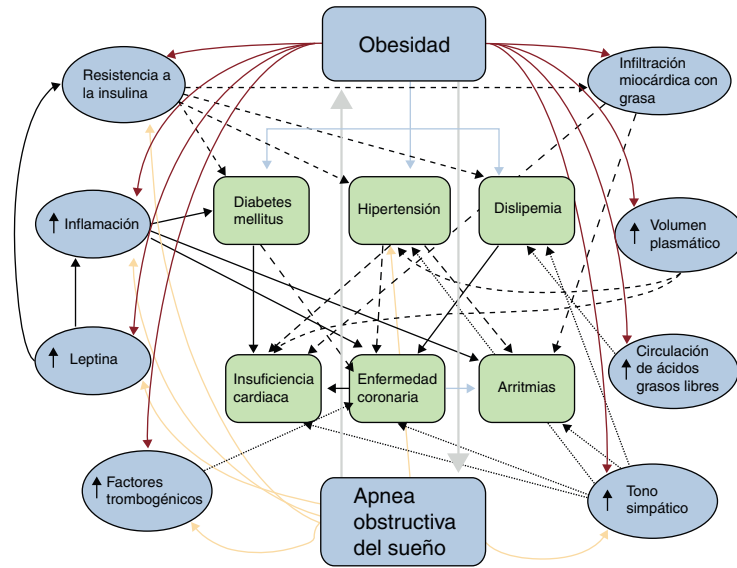 Obesidad
Resistencia a
la insulina
Infiltración
miocárdica con
grasa
Diabetes
mellitus
Hipertensión
Dislipemia
Inflamación
Volumen
plasmático
Leptina
Insuficiencia
cardiaca
Enfermedad
coronaria
Arritmias
Circulación
de ácidos
grasos libres
Factores
trombogénicos
Apnea
obstructiva
del sueño
Tono
simpático